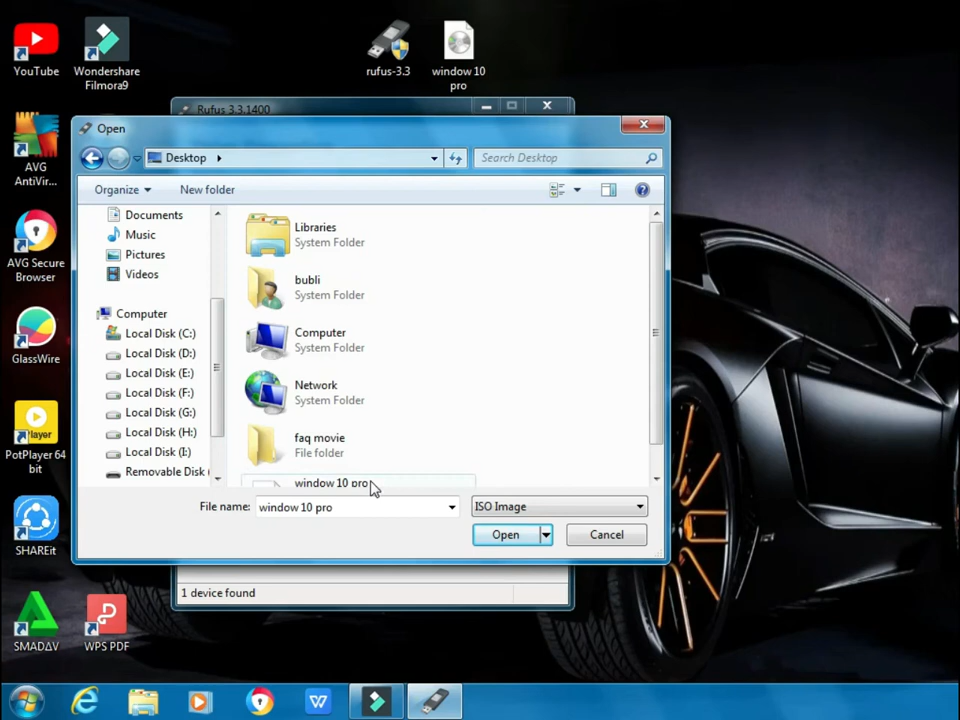 YouTube
Wondershare
Filmora9
rufus-3.3
window 10
pro
AVG
AntiVir...
AVG Secure
Browser
GlassWire
Player
PotPlayer 64
bit
SHAREit
SMADΔV
WPS PDF
Rufus 3.3.1400
Open
Desktop
Search Desktop
Organize
New folder
Documents
Music
Pictures
Videos
Computer
Local Disk (C:)
Local Disk (D:)
Local Disk (E:)
Local Disk (F:)
Local Disk (G:)
Local Disk (H:)
Local Disk (I:)
Removable Disk
Libraries
System Folder
bubli
System Folder
Computer
System Folder
Network
System Folder
faq movie
File folder
window 10 pro
File name:
window 10 pro
ISO Image
Open
Cancel
1 device found